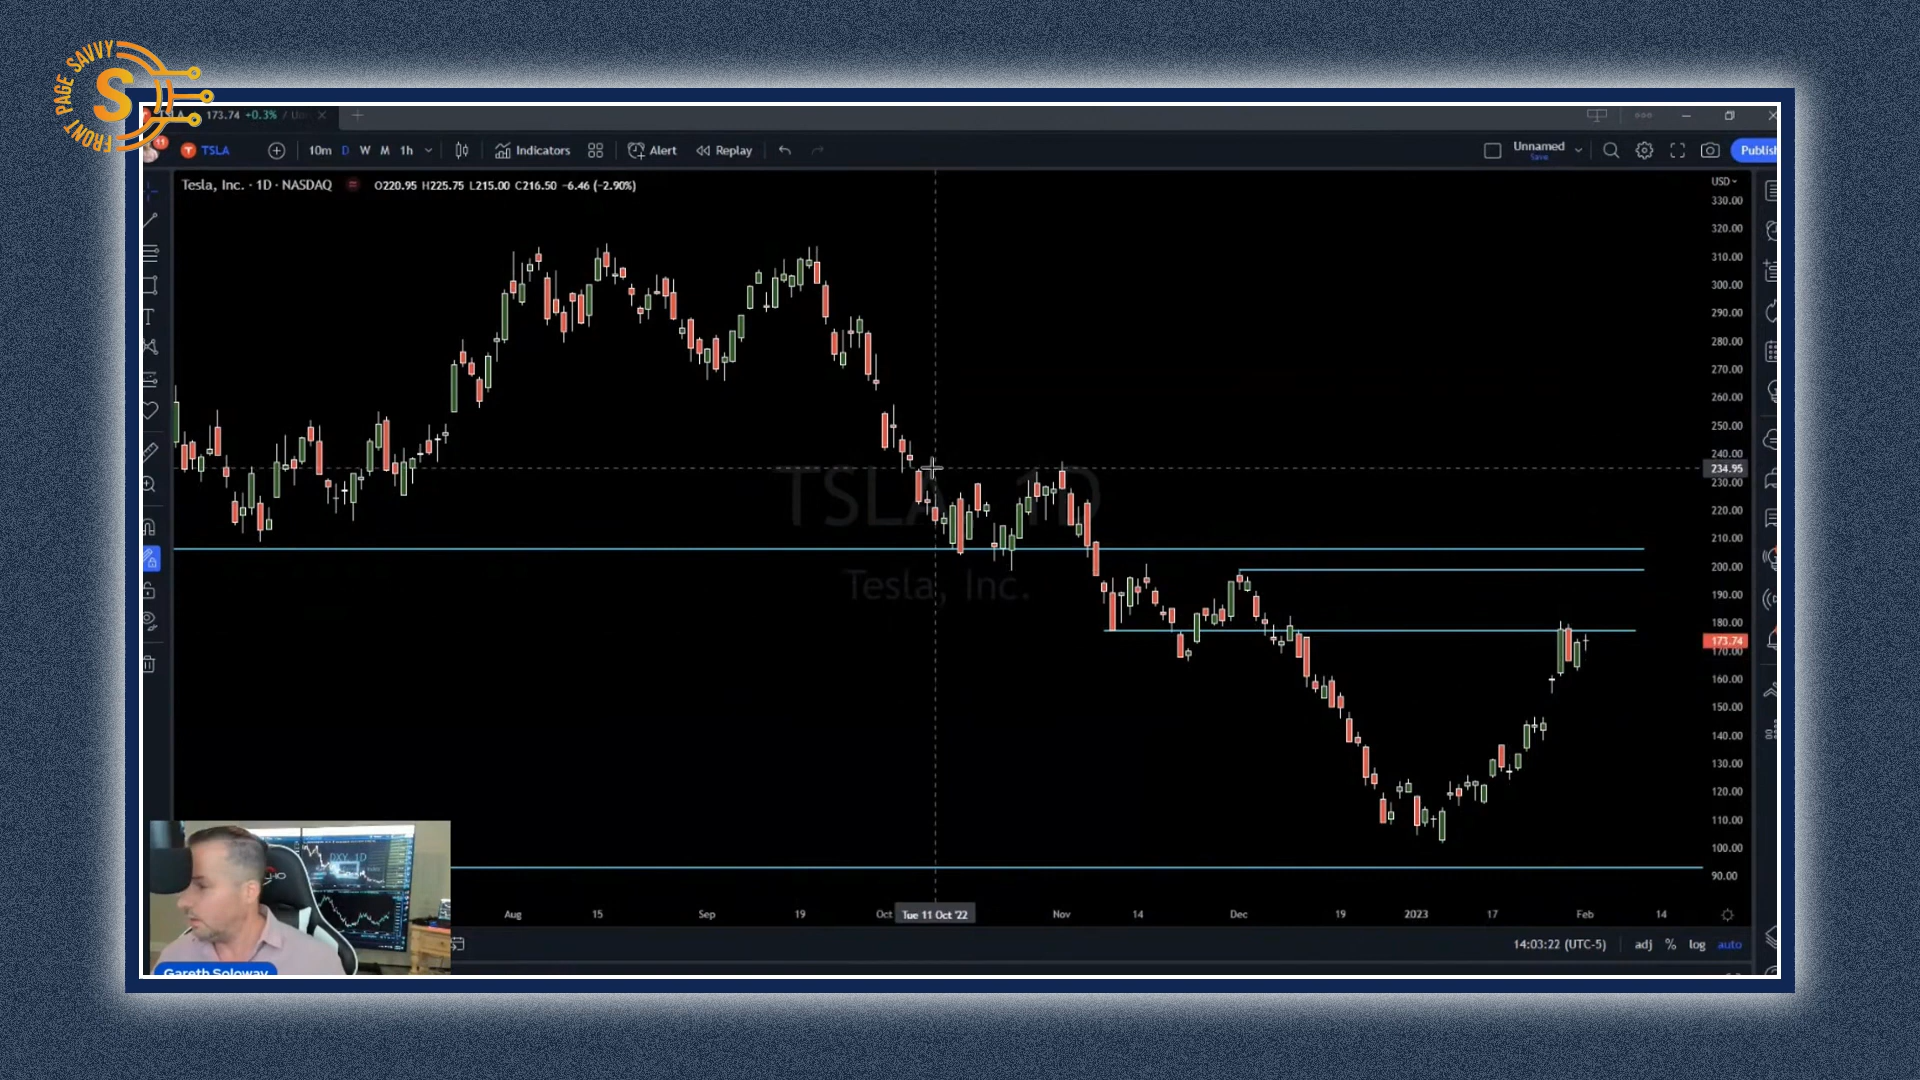 FRONT PAGE SAVVY
S
173.74 +0.3%
11
TSLA
10m D W M 1h
Indicators
Alert
Replay
Unnamed
Save
Publish
Tesla, Inc. · 1D · NASDAQ
O220.95 H225.75 L215.00 C216.50 −6.46 (−2.90%)
USD
330.00
320.00
310.00
300.00
290.00
280.00
270.00
260.00
250.00
240.00
234.95
230.00
220.00
210.00
200.00
190.00
180.00
173.74
170.00
160.00
150.00
140.00
130.00
120.00
110.00
100.00
90.00
TSLA, 1D
Tesla, Inc.
DXY 1D
Gareth Soloway
Aug 15 Sep 19 Oct Tue 11 Oct '22 Nov 14 Dec 19 2023 17 Feb 14
14:03:22 (UTC-5) adj % log auto